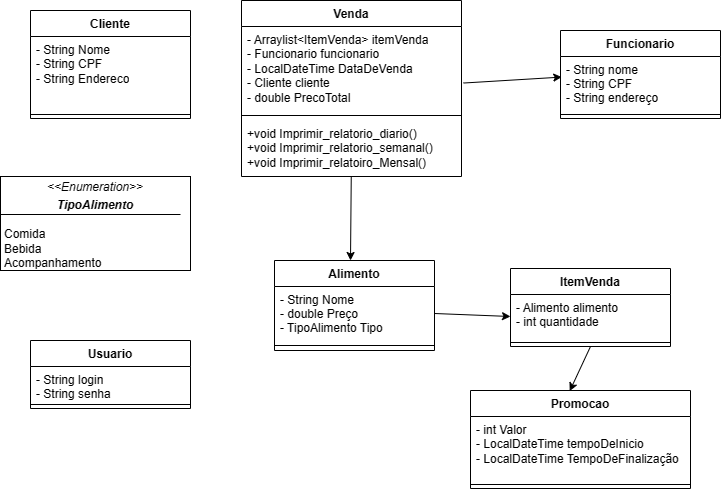 Cliente
- String Nome
- String CPF
- String Endereco
Venda
- Arraylist<ItemVenda> itemVenda
- Funcionario funcionario
- LocalDateTime DataDeVenda
- Cliente cliente
- double PrecoTotal
+void Imprimir_relatorio_diario()
+void Imprimir_relatorio_semanal()
+void Imprimir_relatoiro_Mensal()
Funcionario
- String nome
- String CPF
- String endereço
<<Enumeration>>
TipoAlimento
Comida
Bebida
Acompanhamento
Alimento
- String Nome
- double Preço
- TipoAlimento Tipo
ItemVenda
- Alimento alimento
- int quantidade
Usuario
- String login
- String senha
Promocao
- int Valor
- LocalDateTime tempoDeInicio
- LocalDateTime TempoDeFinalização